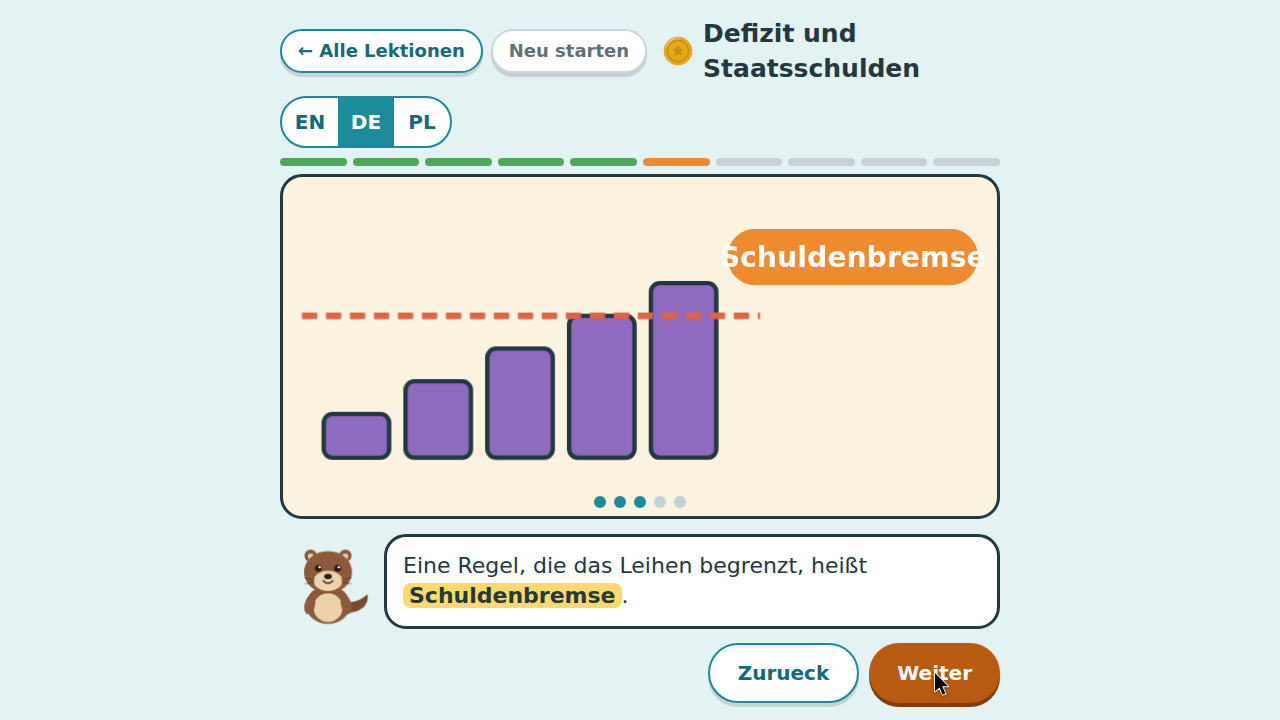 ← Alle Lektionen
Neu starten
Defizit und
Staatsschulden
EN
DE
PL
Schuldenbremse
Eine Regel, die das Leihen begrenzt, heißt
Schuldenbremse.
Zurueck
Weiter